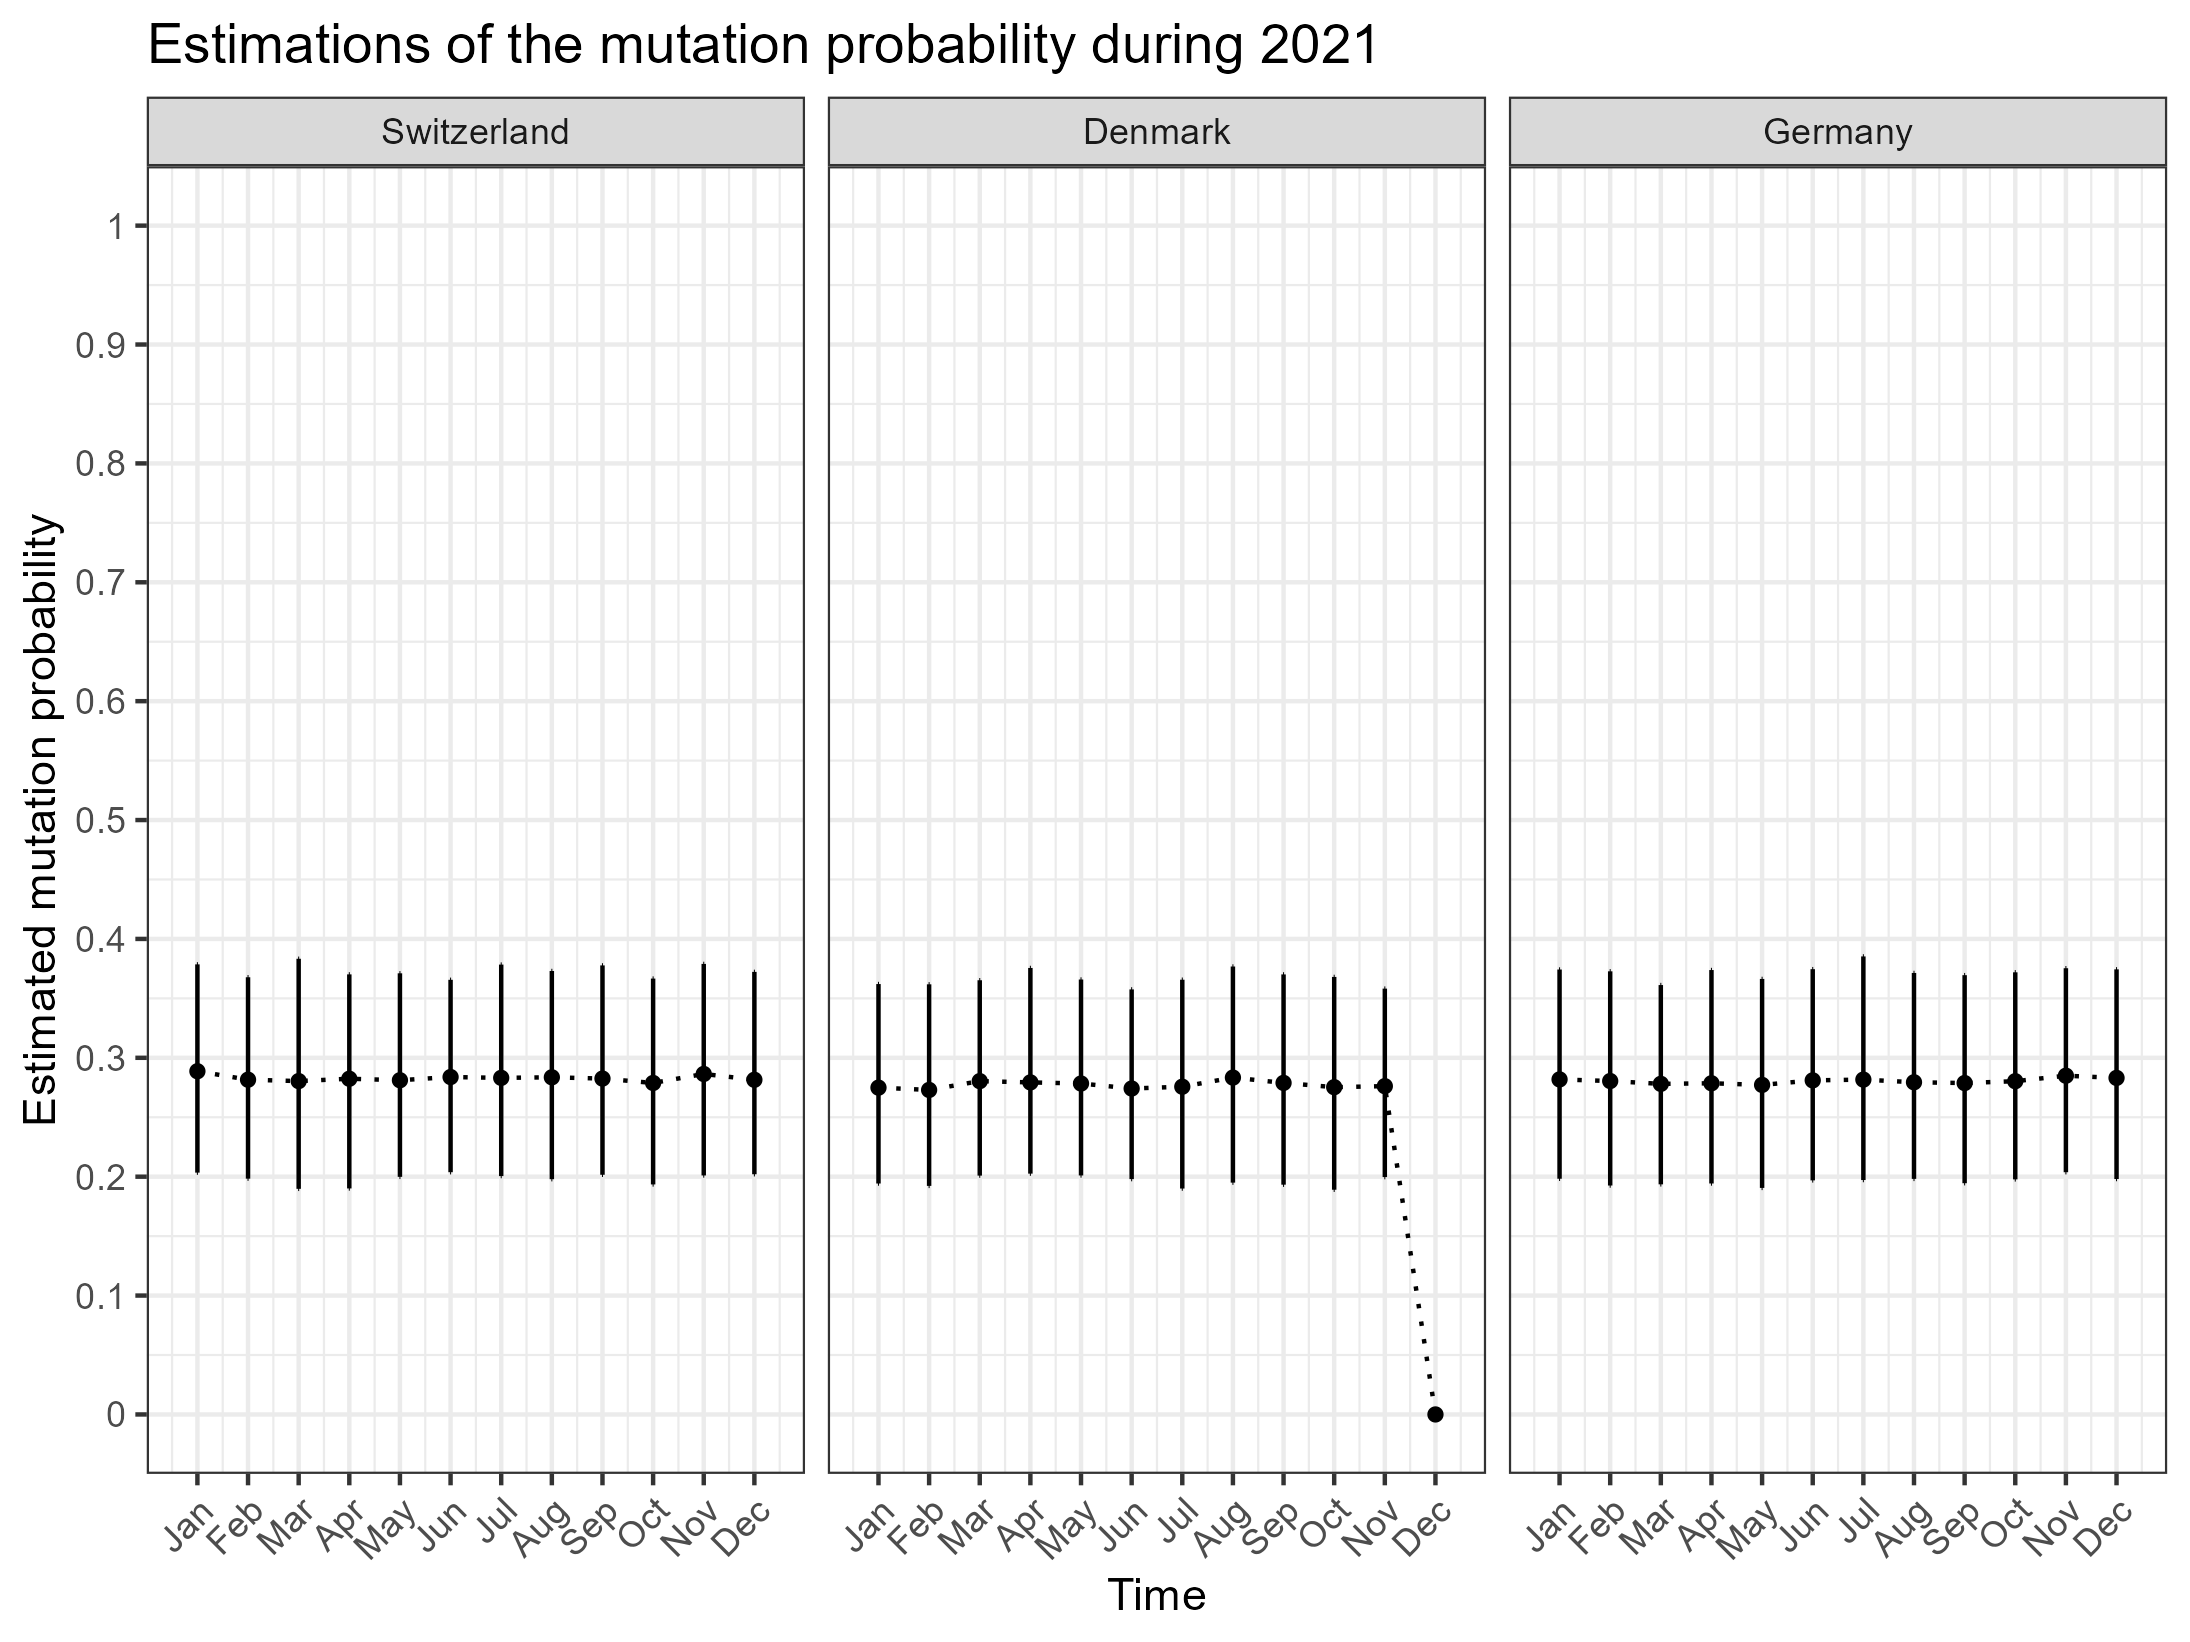 Estimations of the mutation probability during 2021
Switzerland Denmark Germany
Estimated mutation probability
1
0.9
0.8
0.7
0.6
0.5
0.4
0.3
0.2
0.1
0
Jan Feb Mar Apr May Jun Jul Aug Sep Oct Nov Dec
Jan Feb Mar Apr May Jun Jul Aug Sep Oct Nov Dec
Jan Feb Mar Apr May Jun Jul Aug Sep Oct Nov Dec
Time